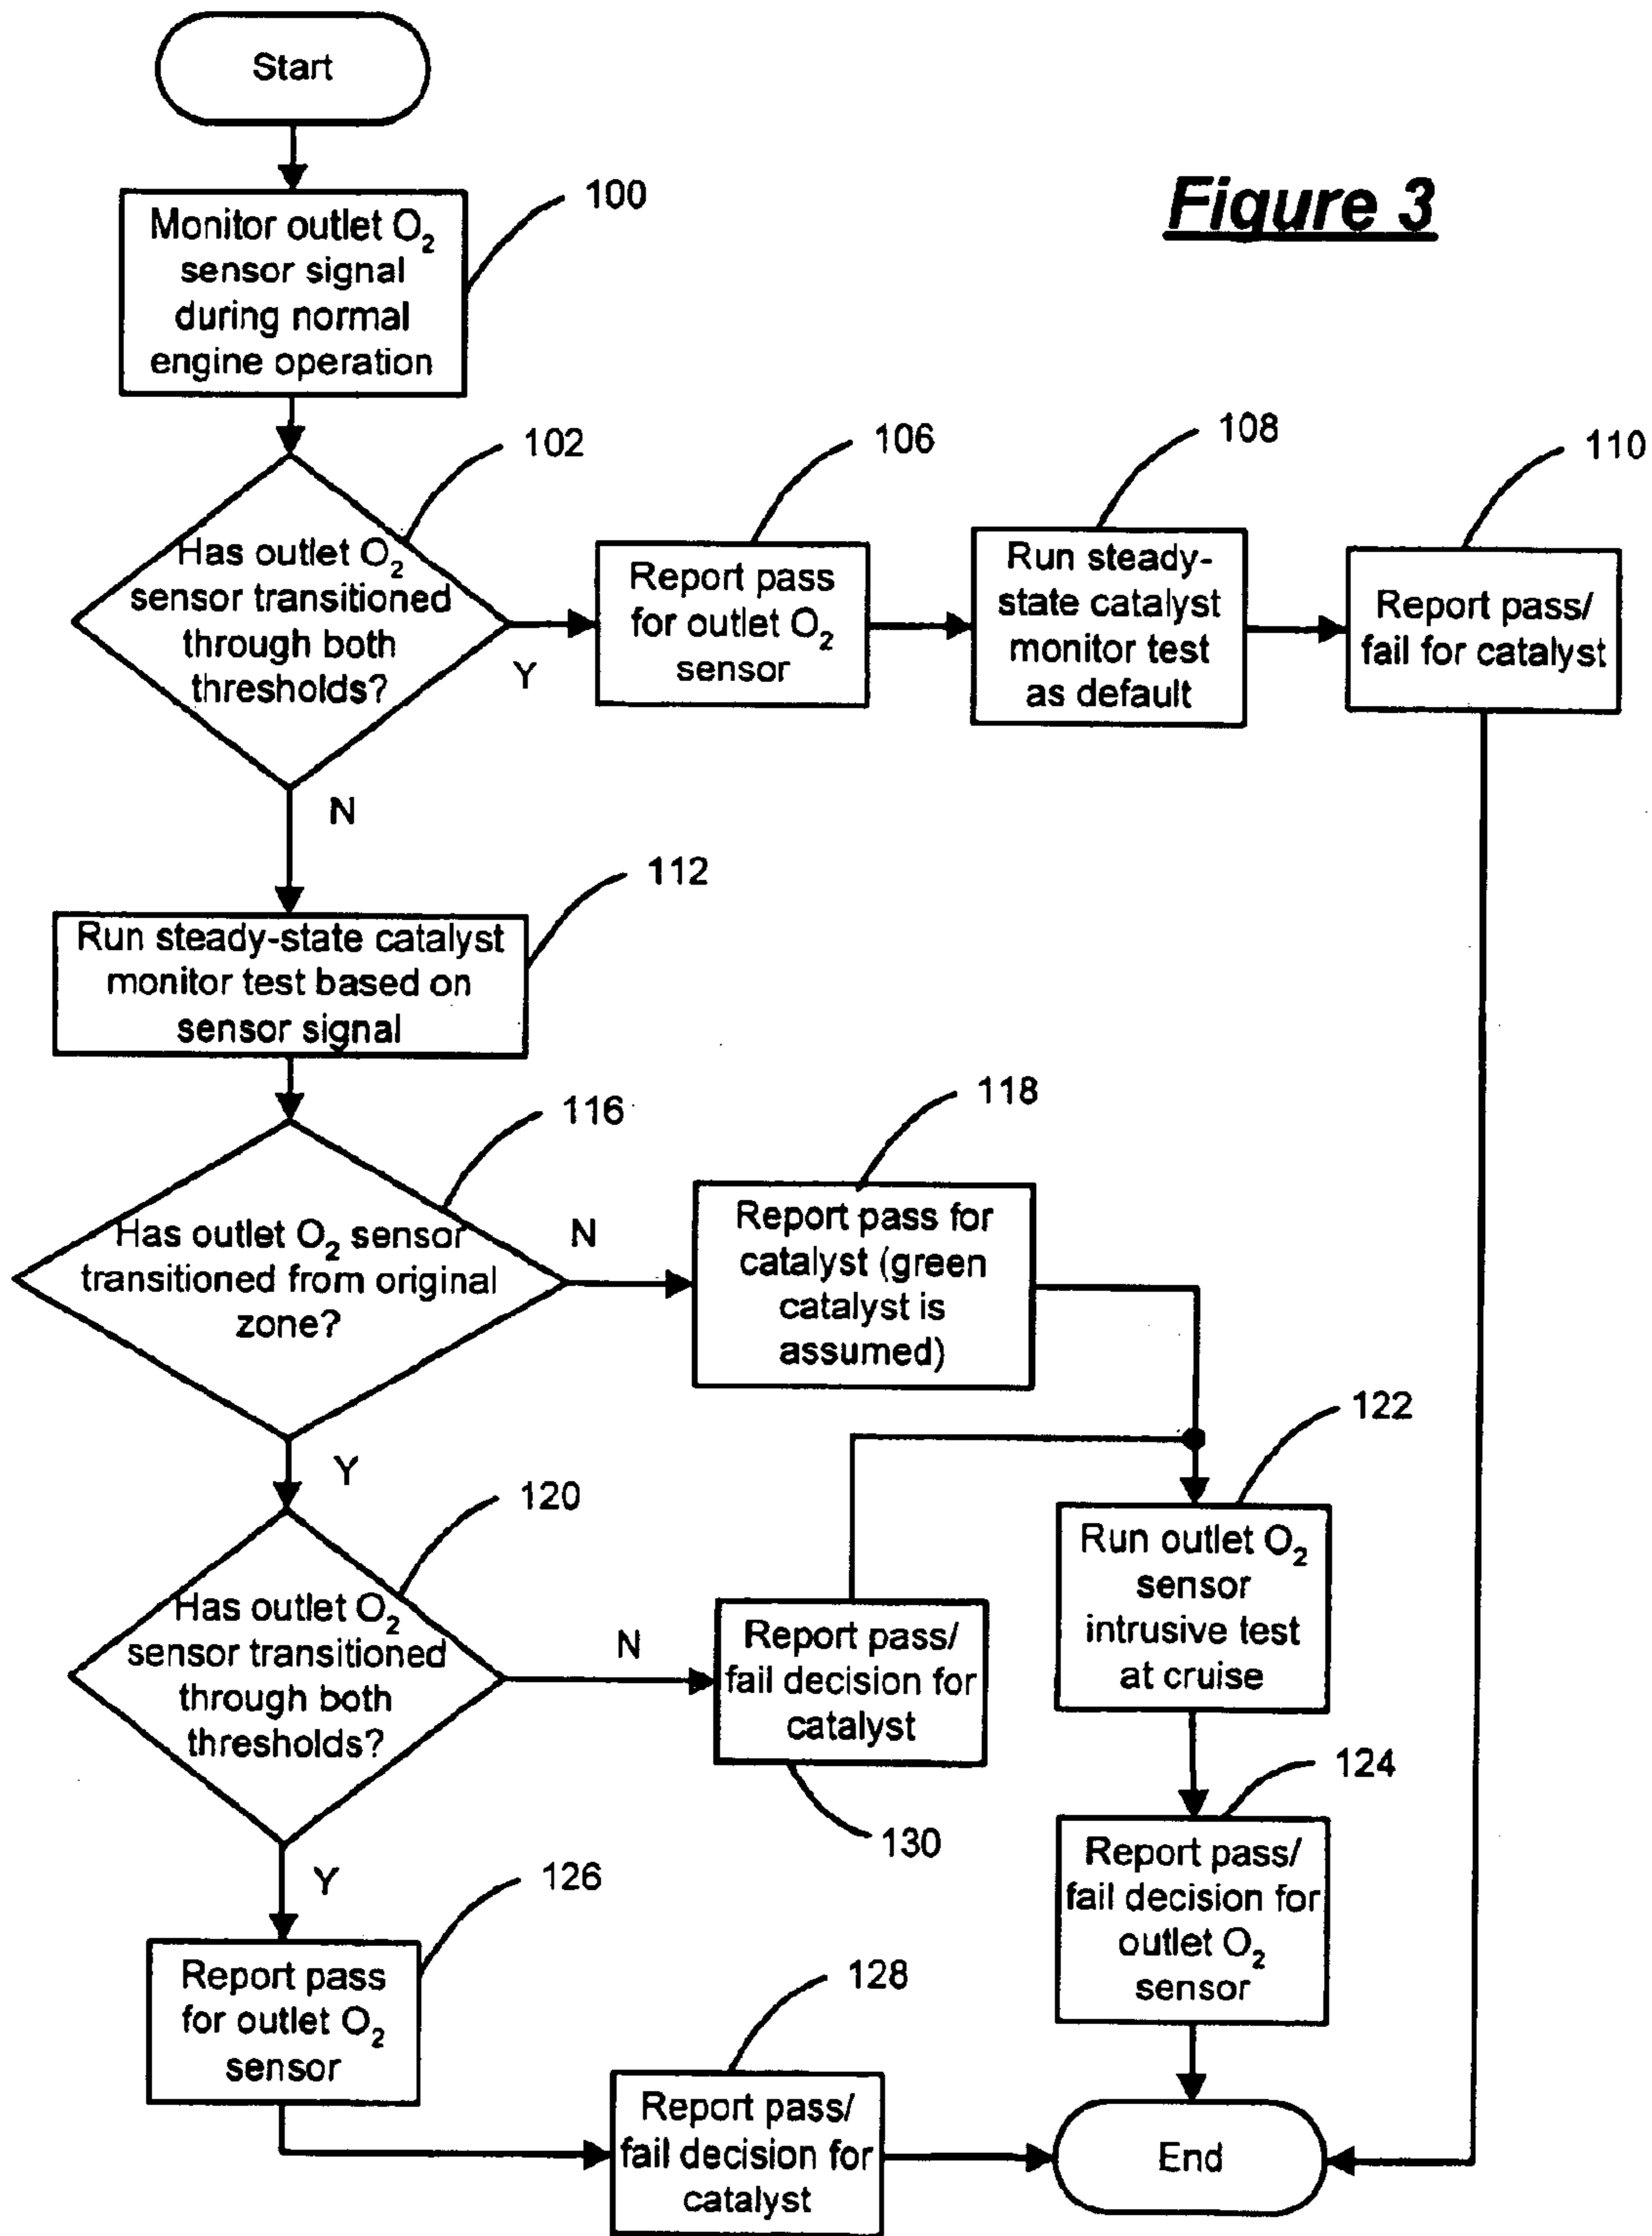 Start
Figure 3
100
Monitor outlet O2
sensor signal
during normal
engine operation
102
Has outlet O2
sensor transitioned
through both
thresholds?
Y
N
106
Report pass
for outlet O2
sensor
108
Run steady-
state catalyst
monitor test
as default
110
Report pass/
fail for catalyst
112
Run steady-state catalyst
monitor test based on
sensor signal
116
Has outlet O2 sensor
transitioned from original
zone?
N
Y
118
Report pass for
catalyst (green
catalyst is
assumed)
120
Has outlet O2
sensor transitioned
through both
thresholds?
N
Y
130
Report pass/
fail decision for
catalyst
122
Run outlet O2
sensor
intrusive test
at cruise
124
Report pass/
fail decision for
outlet O2
sensor
126
Report pass
for outlet O2
sensor
128
Report pass/
fail decision for
catalyst
End